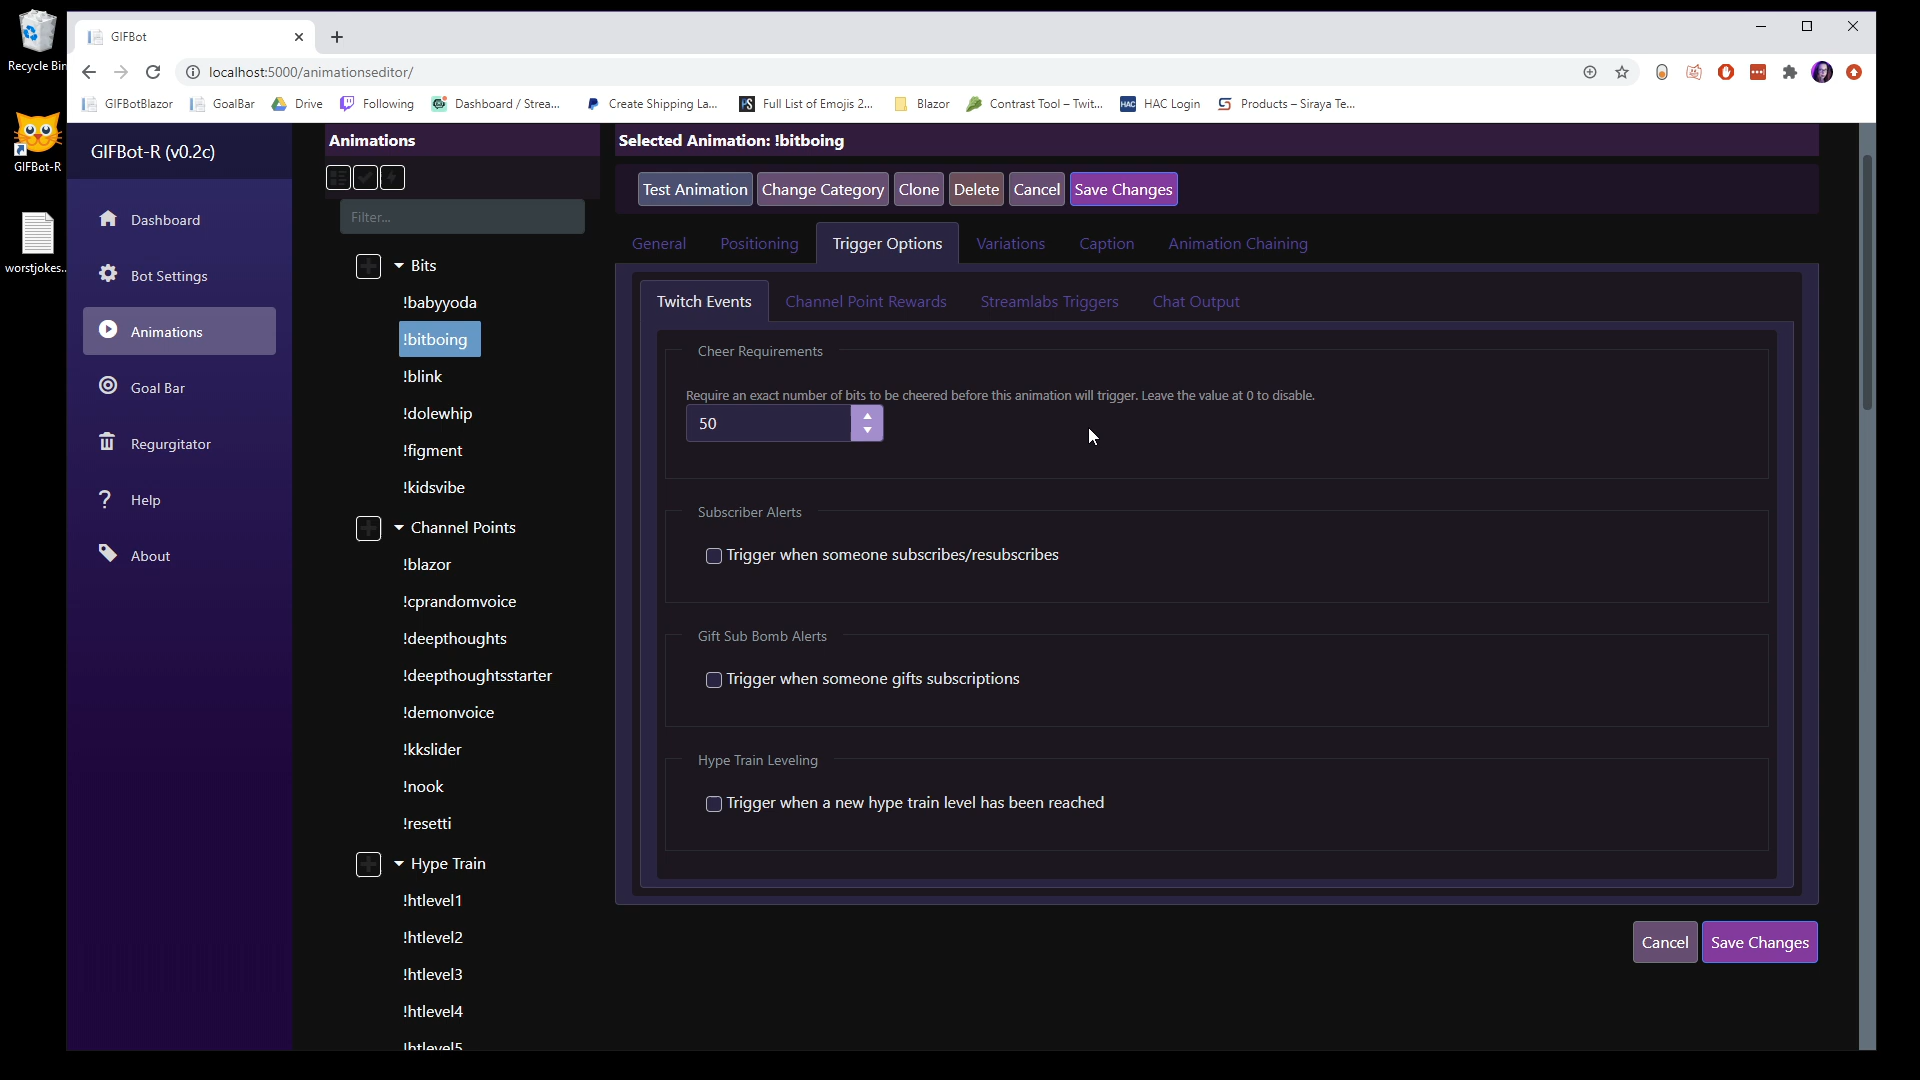 Recycle Bin
GIFBot-R
worstjokes...
GIFBot
localhost:5000/animationseditor/
GIFBotBlazor GoalBar Drive Following Dashboard / Strea... Create Shipping La... Full List of Emojis 2... Blazor Contrast Tool – Twit... HAC Login Products – Siraya Te...
GIFBot-R (v0.2c)
Dashboard
Bot Settings
Animations
Goal Bar
Regurgitator
Help
About
Animations
Filter...
Bits
!babyyoda
!bitboing
!blink
!dolewhip
!figment
!kidsvibe
Channel Points
!blazor
!cprandomvoice
!deepthoughts
!deepthoughtsstarter
!demonvoice
!kkslider
!nook
!resetti
Hype Train
!htlevel1
!htlevel2
!htlevel3
!htlevel4
!htlevel5
Selected Animation: !bitboing
Test Animation Change Category Clone Delete Cancel Save Changes
General Positioning Trigger Options Variations Caption Animation Chaining
Twitch Events Channel Point Rewards Streamlabs Triggers Chat Output
Cheer Requirements
Require an exact number of bits to be cheered before this animation will trigger. Leave the value at 0 to disable.
50
Subscriber Alerts
Trigger when someone subscribes/resubscribes
Gift Sub Bomb Alerts
Trigger when someone gifts subscriptions
Hype Train Leveling
Trigger when a new hype train level has been reached
Cancel Save Changes